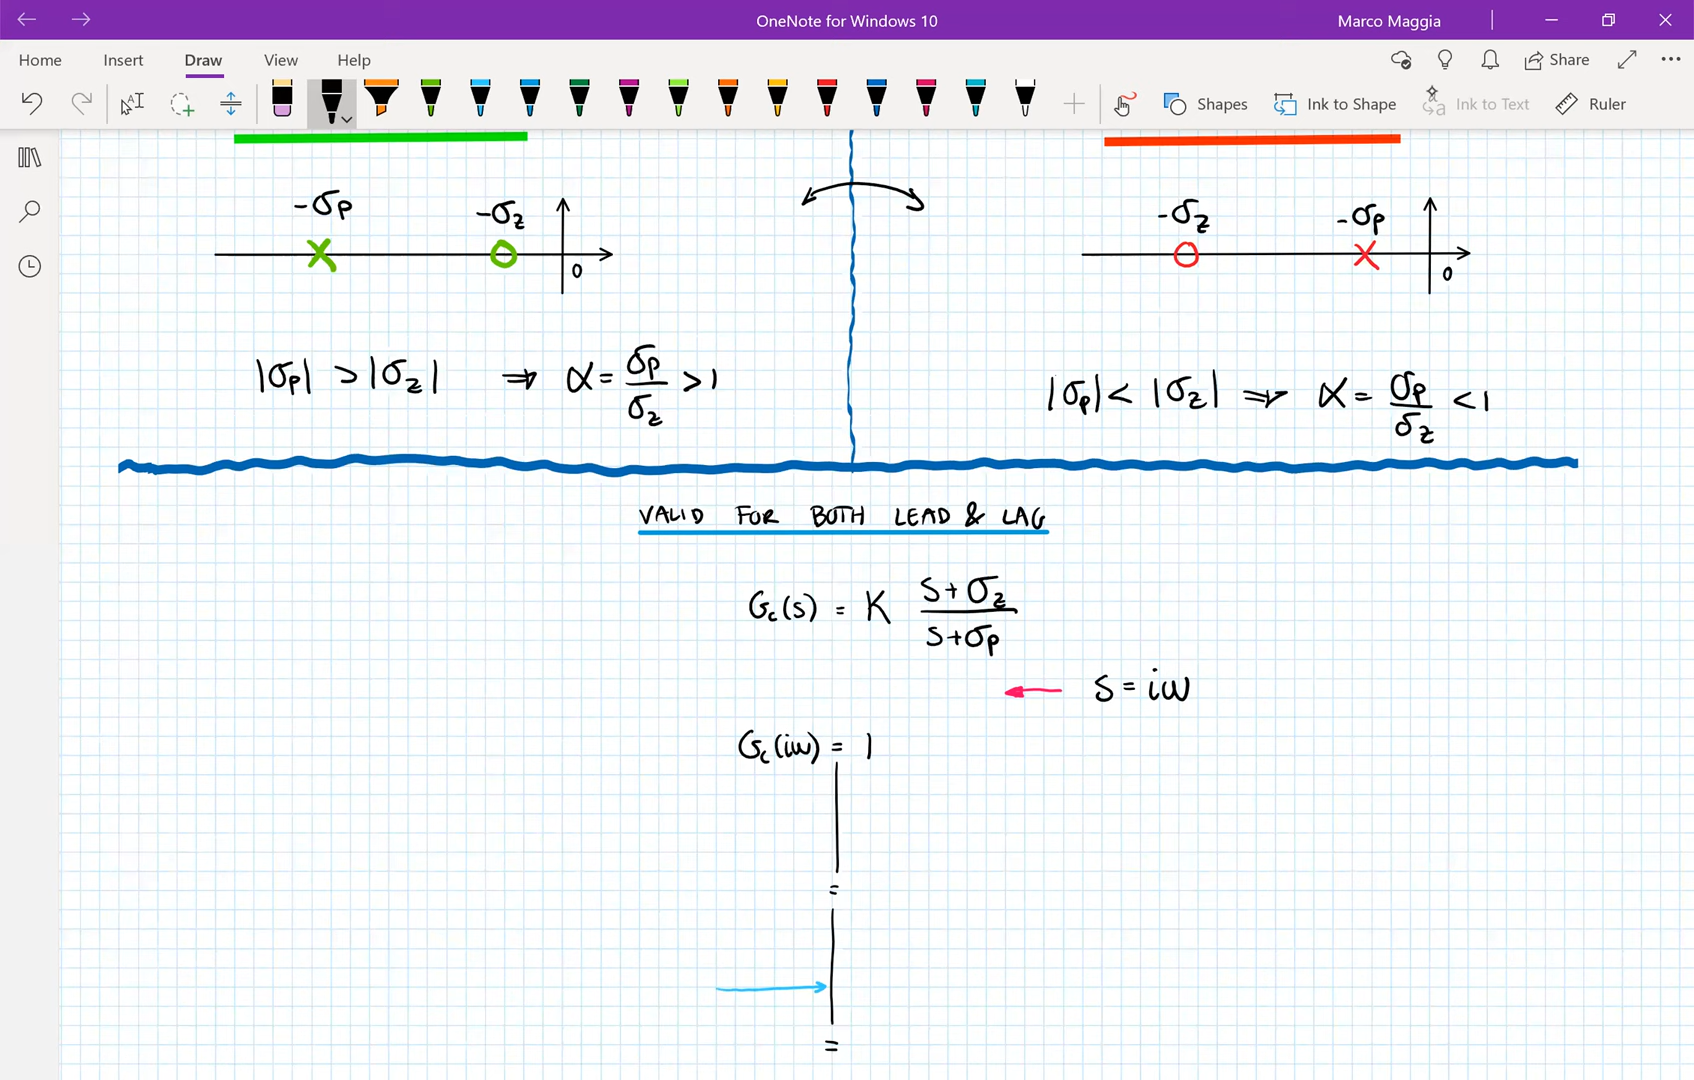 OneNote for Windows 10
Marco Maggia
Home Insert Draw View Help
Share
Shapes Ink to Shape Ink to Text Ruler
-σp -σz 0
-σz -σp 0
|σp| > |σz| ⇒ α = σp/σz > 1
|σp| < |σz| ⇒ α = σp/σz < 1
VALID FOR BOTH LEAD & LAG
Gc(s) = K (s+σz)/(s+σp)
← s = iω
Gc(iω) = 1
=
→
=